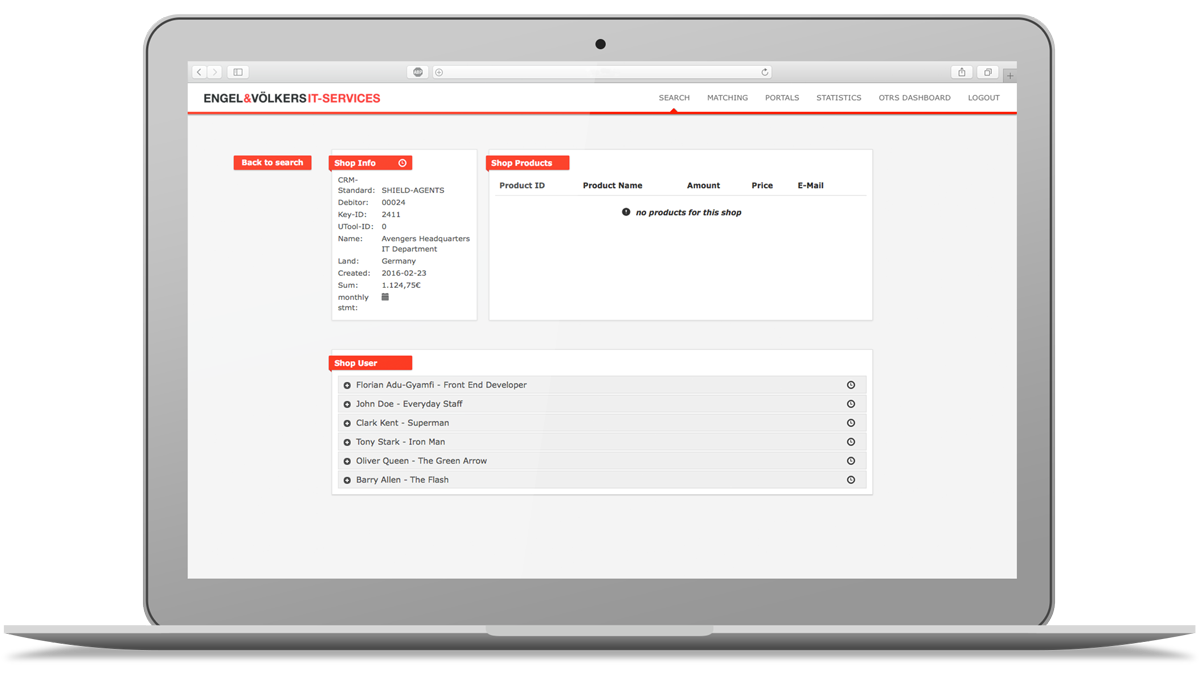 ENGEL&VÖLKERSIT-SERVICES
SEARCH MATCHING PORTALS STATISTICS OTRS DASHBOARD LOGOUT
Back to search
Shop Info
CRM-
Standard: SHIELD-AGENTS
Debitor: 00024
Key-ID: 2411
UTool-ID: 0
Name: Avengers Headquarters
IT Department
Land: Germany
Created: 2016-02-23
Sum: 1.124,75€
monthly
stmt:
Shop Products
Product ID Product Name Amount Price E-Mail
no products for this shop
Shop User
Florian Adu-Gyamfi - Front End Developer
John Doe - Everyday Staff
Clark Kent - Superman
Tony Stark - Iron Man
Oliver Queen - The Green Arrow
Barry Allen - The Flash